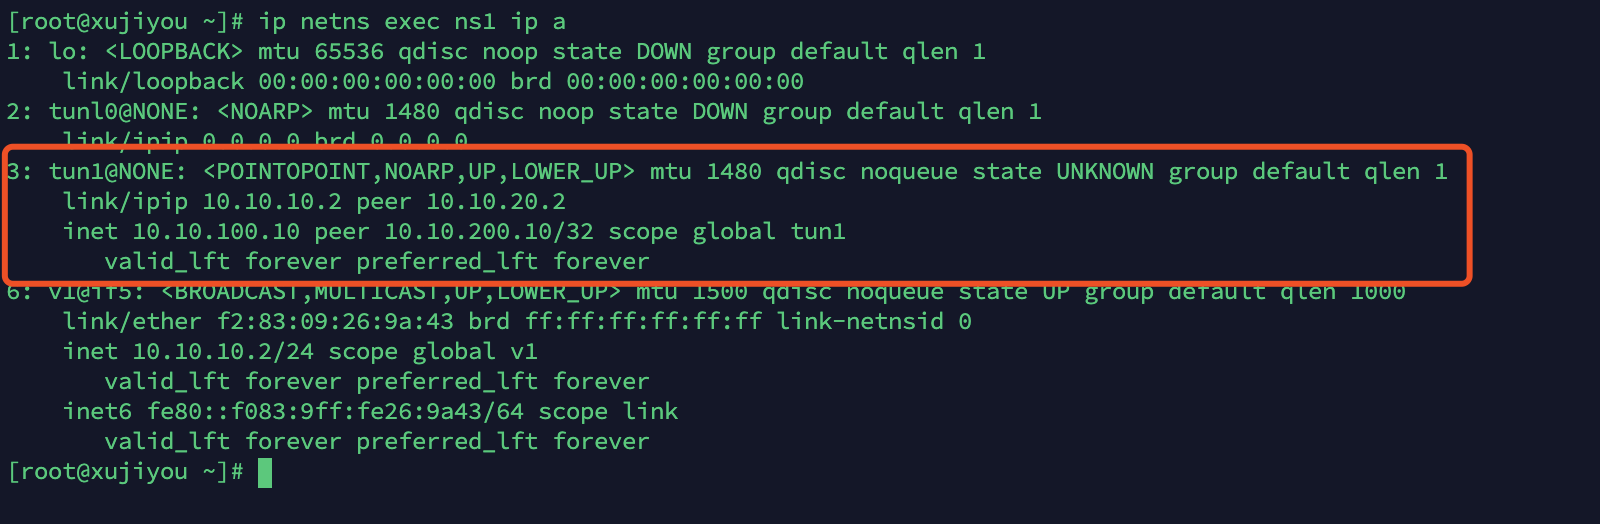 [root@xujiyou ~]# ip netns exec ns1 ip a
1: lo: <LOOPBACK> mtu 65536 qdisc noop state DOWN group default qlen 1
    link/loopback 00:00:00:00:00:00 brd 00:00:00:00:00:00
2: tunl0@NONE: <NOARP> mtu 1480 qdisc noop state DOWN group default qlen 1
    link/ipip 0.0.0.0 brd 0.0.0.0
3: tun1@NONE: <POINTOPOINT,NOARP,UP,LOWER_UP> mtu 1480 qdisc noqueue state UNKNOWN group default qlen 1
    link/ipip 10.10.10.2 peer 10.10.20.2
    inet 10.10.100.10 peer 10.10.200.10/32 scope global tun1
       valid_lft forever preferred_lft forever
6: v1@if5: <BROADCAST,MULTICAST,UP,LOWER_UP> mtu 1500 qdisc noqueue state UP group default qlen 1000
    link/ether f2:83:09:26:9a:43 brd ff:ff:ff:ff:ff:ff link-netnsid 0
    inet 10.10.10.2/24 scope global v1
       valid_lft forever preferred_lft forever
    inet6 fe80::f083:9ff:fe26:9a43/64 scope link
       valid_lft forever preferred_lft forever
[root@xujiyou ~]#